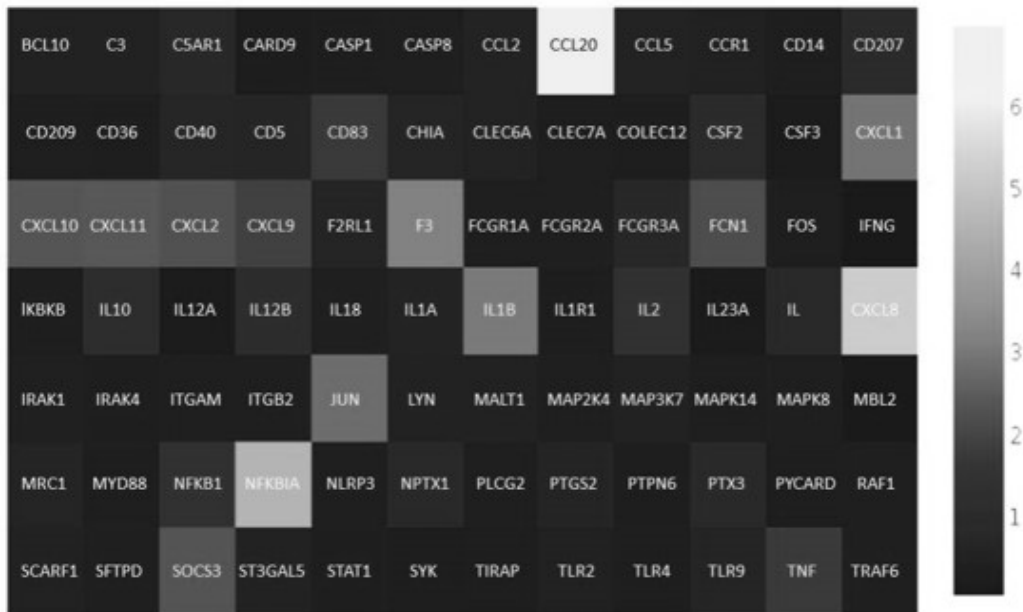 BCL10 C3 C5AR1 CARD9 CASP1 CASP8 CCL2 CCL20 CCL5 CCR1 CD14 CD207
CD209 CD36 CD40 CD5 CD83 CHIA CLEC6A CLEC7A COLEC12 CSF2 CSF3 CXCL1
CXCL10 CXCL11 CXCL2 CXCL9 F2RL1 F3 FCGR1A FCGR2A FCGR3A FCN1 FOS IFNG
IKBKB IL10 IL12A IL12B IL18 IL1A IL1B IL1R1 IL2 IL23A IL CXCL8
IRAK1 IRAK4 ITGAM ITGB2 JUN LYN MALT1 MAP2K4 MAP3K7 MAPK14 MAPK8 MBL2
MRC1 MYD88 NFKB1 NFKBIA NLRP3 NPTX1 PLCG2 PTGS2 PTPN6 PTX3 PYCARD RAF1
SCARF1 SFTPD SOCS3 ST3GAL5 STAT1 SYK TIRAP TLR2 TLR4 TLR9 TNF TRAF6
6
5
4
3
2
1